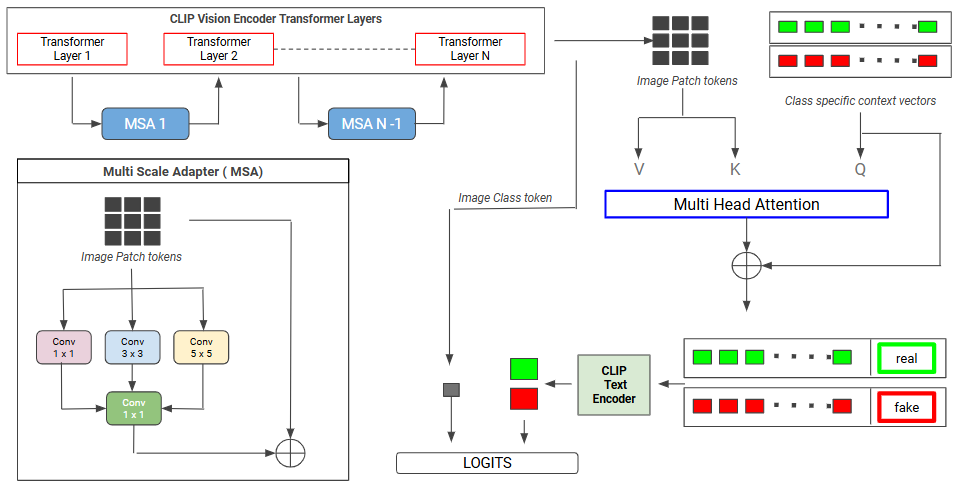 CLIP Vision Encoder Transformer Layers
Transformer
Layer 1
Transformer
Layer 2
Transformer
Layer N
MSA 1
MSA N -1
Image Patch tokens
Class specific context vectors
V
K
Q
Multi Head Attention
Image Class token
Multi Scale Adapter ( MSA)
Image Patch tokens
Conv
1 x 1
Conv
3 x 3
Conv
5 x 5
Conv
1 x 1
CLIP
Text
Encoder
real
fake
LOGITS